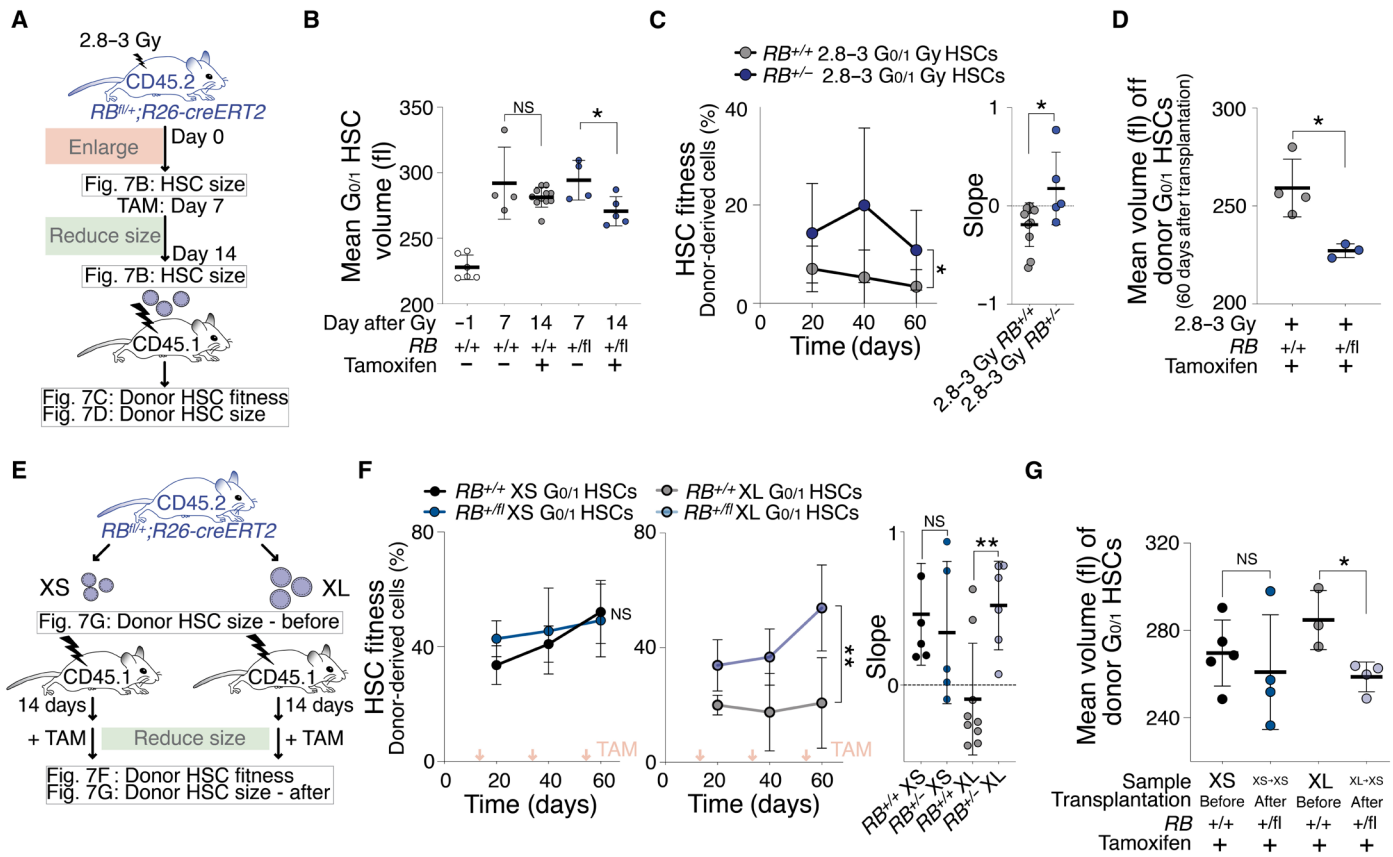 A
2.8–3 Gy
CD45.2
RBfl/+;R26-creERT2
Enlarge
Day 0
Fig. 7B: HSC size
TAM: Day 7
Reduce size
Day 14
Fig. 7B: HSC size
CD45.1
Fig. 7C: Donor HSC fitness
Fig. 7D: Donor HSC size
B
Mean G0/1 HSC
volume (fl)
350
300
250
200
NS
*
Day after Gy −1 7 14 7 14
RB +/+ +/+ +/+ +/fl +/fl
Tamoxifen − − + − +
C
RB+/+ 2.8–3 G0/1 Gy HSCs
RB+/− 2.8–3 G0/1 Gy HSCs
HSC fitness
Donor-derived cells (%)
40
20
0
*
0 20 40 60
Time (days)
Slope
1
0
−1
*
2.8–3 Gy RB+/+
2.8–3 Gy RB+/−
D
Mean volume (fl) off
donor G0/1 HSCs
(60 days after transplantation)
300
250
200
*
2.8–3 Gy + +
RB +/+ +/fl
Tamoxifen + +
E
CD45.2
RBfl/+;R26-creERT2
XS
XL
Fig. 7G: Donor HSC size - before
CD45.1
CD45.1
14 days
14 days
+ TAM
Reduce size
+ TAM
Fig. 7F : Donor HSC fitness
Fig. 7G: Donor HSC size - after
F
RB+/+ XS G0/1 HSCs
RB+/fl XS G0/1 HSCs
RB+/+ XL G0/1 HSCs
RB+/fl XL G0/1 HSCs
HSC fitness
Donor-derived cells (%)
80
40
0
NS
TAM
0 20 40 60
Time (days)
80
40
0
**
TAM
0 20 40 60
Time (days)
Slope
1
0
NS
**
RB+/+ XS
RB+/− XS
RB+/+ XL
RB+/− XL
G
Mean volume (fl) of
donor G0/1 HSCs
320
280
240
NS
*
Sample XS XS→XS XL XL→XS
Transplantation Before After Before After
RB +/+ +/fl +/+ +/fl
Tamoxifen + + + +